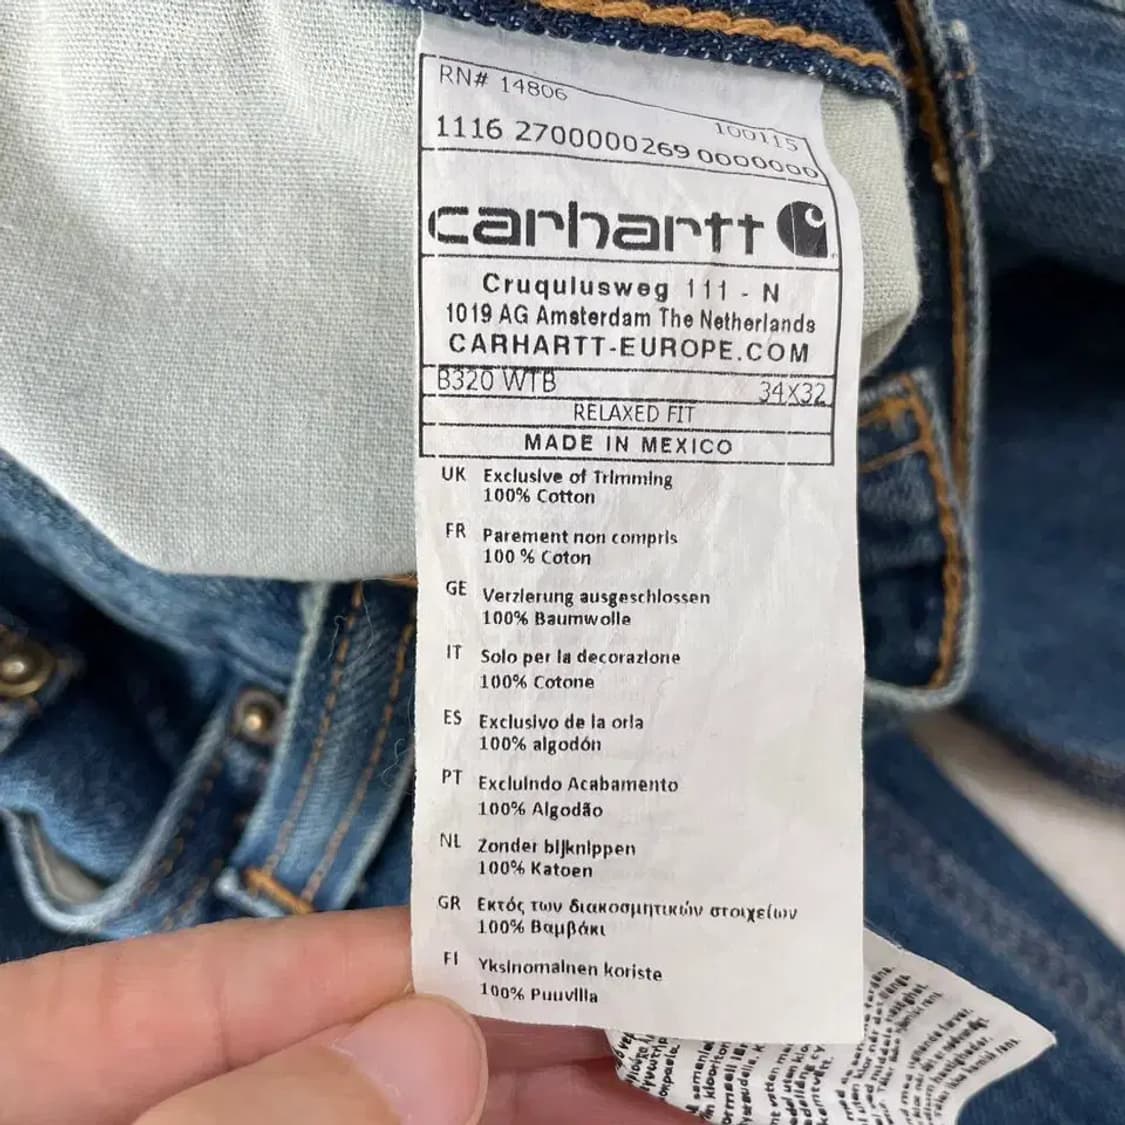 RN# 14806
100115
1116 2700000269 0000000
carhartt
Cruquiusweg 111 - N
1019 AG Amsterdam The Netherlands
CARHARTT-EUROPE.COM
B320 WTB 34X32
RELAXED FIT
MADE IN MEXICO
UK Exclusive of Trimming
100% Cotton
FR Parement non compris
100 % Coton
GE Verzierung ausgeschlossen
100% Baumwolle
IT Solo per la decorazione
100% Cotone
ES Exclusivo de la orla
100% algodón
PT Excluindo Acabamento
100% Algodão
NL Zonder bijknippen
100% Katoen
GR Εκτός των διακοσμητικών στοιχείων
100% Βαμβάκι
FI Yksinomainen koriste
100% Puuvilla